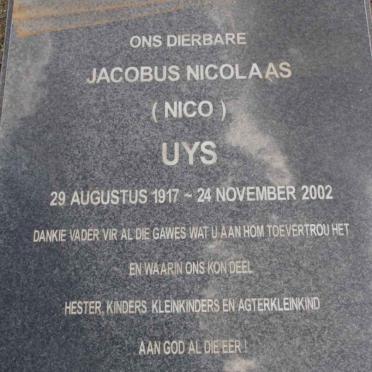 ONS DIERBARE
JACOBUS NICOLAAS
( NICO )
UYS
29 AUGUSTUS 1917 ~ 24 NOVEMBER 2002
DANKIE VADER VIR AL DIE GAWES WAT U AAN HOM TOEVERTROU HET
EN WAARIN ONS KON DEEL
HESTER, KINDERS KLEINKINDERS EN AGTERKLEINKIND
AAN GOD AL DIE EER !